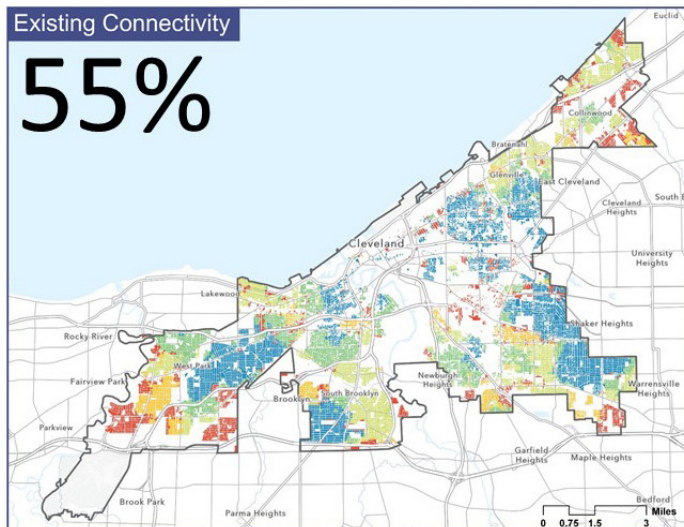 Existing Connectivity
55%
Euclid
Collinwood
Bratenahl
Glenville
East Cleveland
Cleveland
Heights
South E
Cleveland
University
Heights
Lakewood
Rocky River
Shaker Heights
West Park
Fairview Park
Newburgh
Heights
Warrensville
Heights
Brooklyn
South Brooklyn
Parkview
Garfield
Heights
Maple Heights
Brook Park
Parma Heights
Bedford
Miles
0 0.75 1.5 3